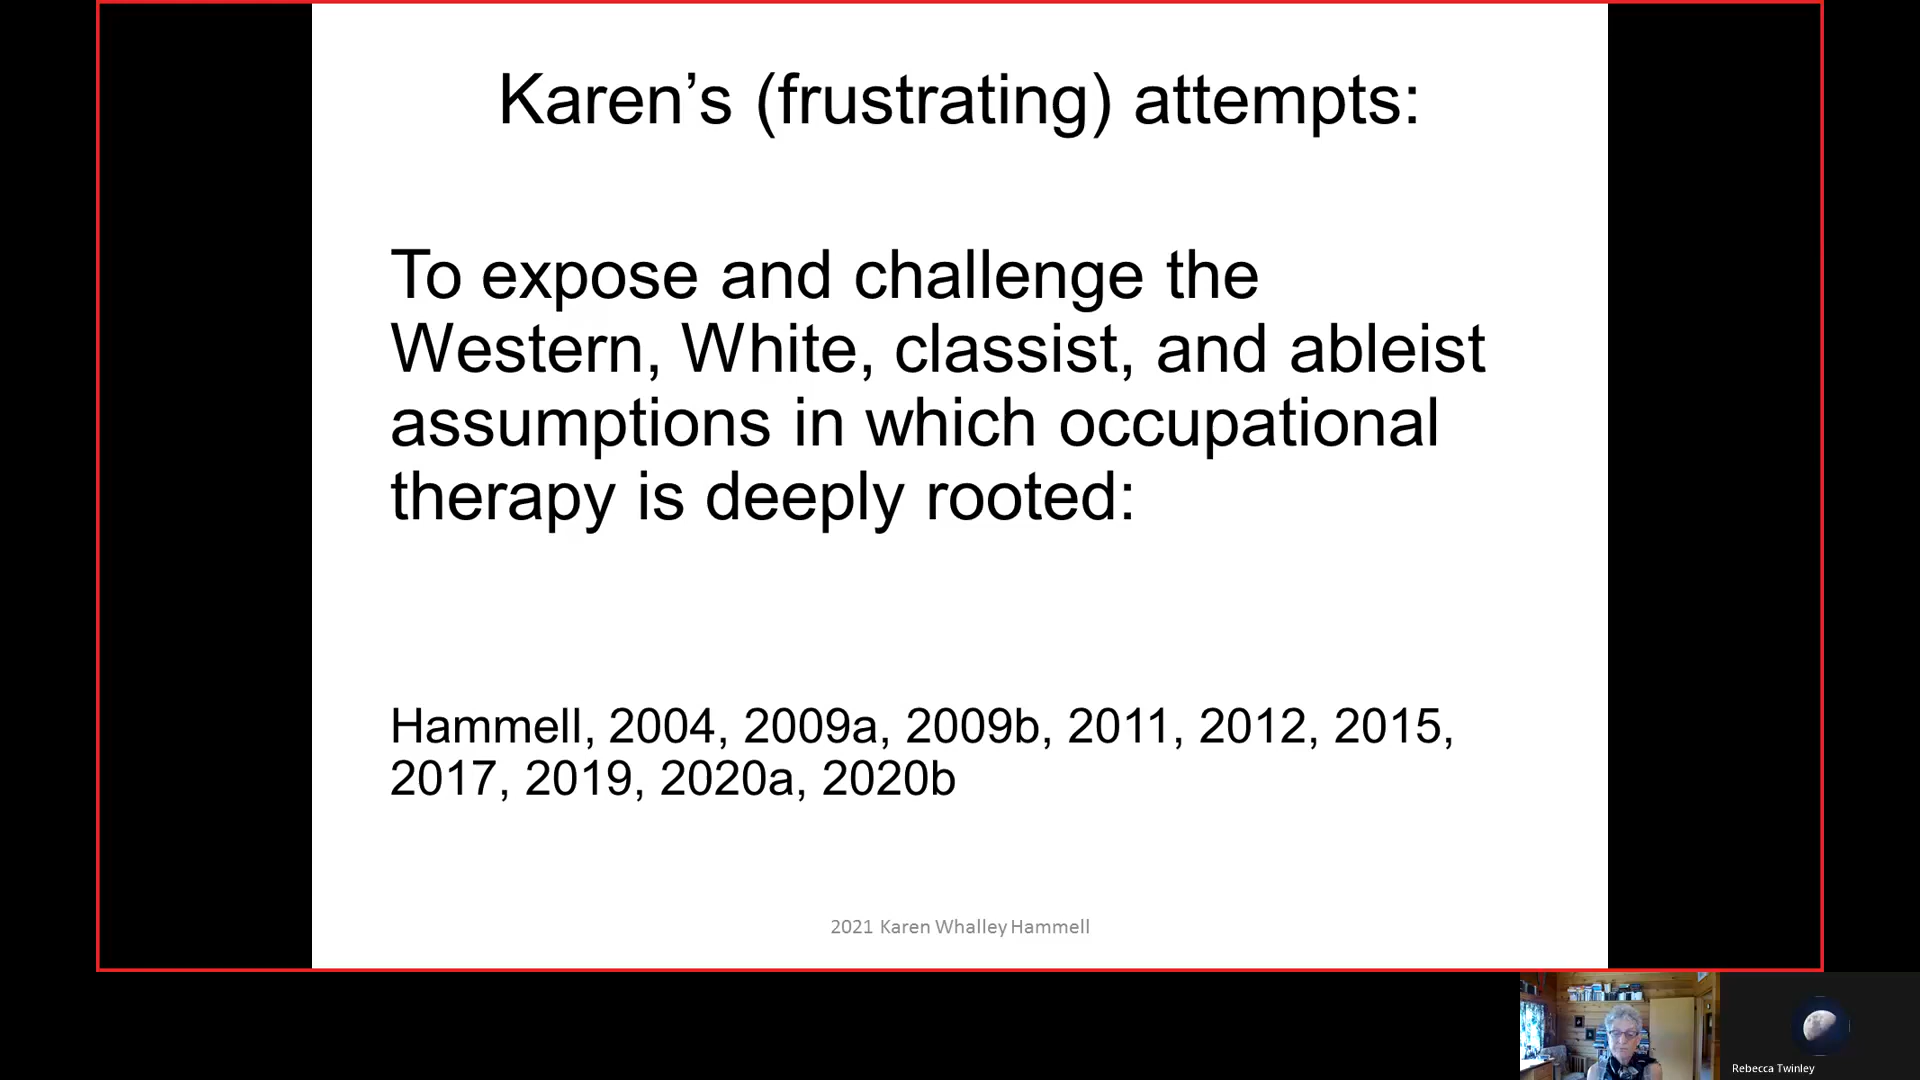 Karen’s (frustrating) attempts:
To expose and challenge the
Western, White, classist, and ableist
assumptions in which occupational
therapy is deeply rooted:
Hammell, 2004, 2009a, 2009b, 2011, 2012, 2015,
2017, 2019, 2020a, 2020b
2021 Karen Whalley Hammell
Rebecca Twinley